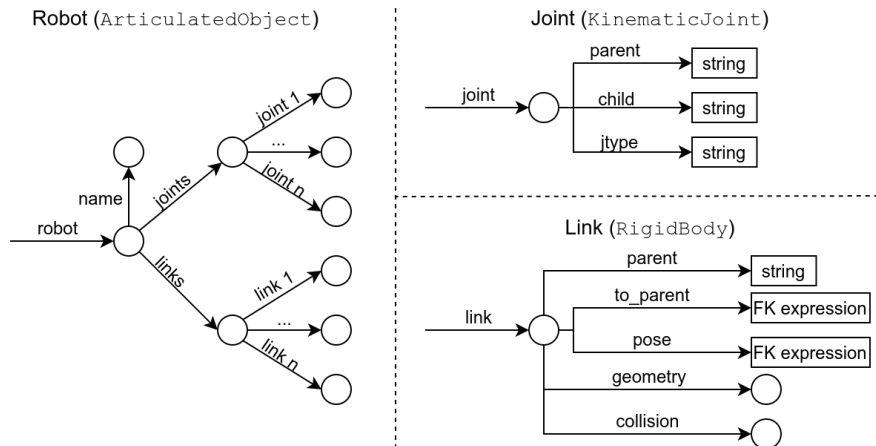 Robot (ArticulatedObject)
joint 1
...
joint n
joints
name
robot
links
link 1
...
link n
Joint (KinematicJoint)
parent
string
joint
child
string
jtype
string
Link (RigidBody)
parent
string
to_parent
FK expression
link
pose
FK expression
geometry
collision